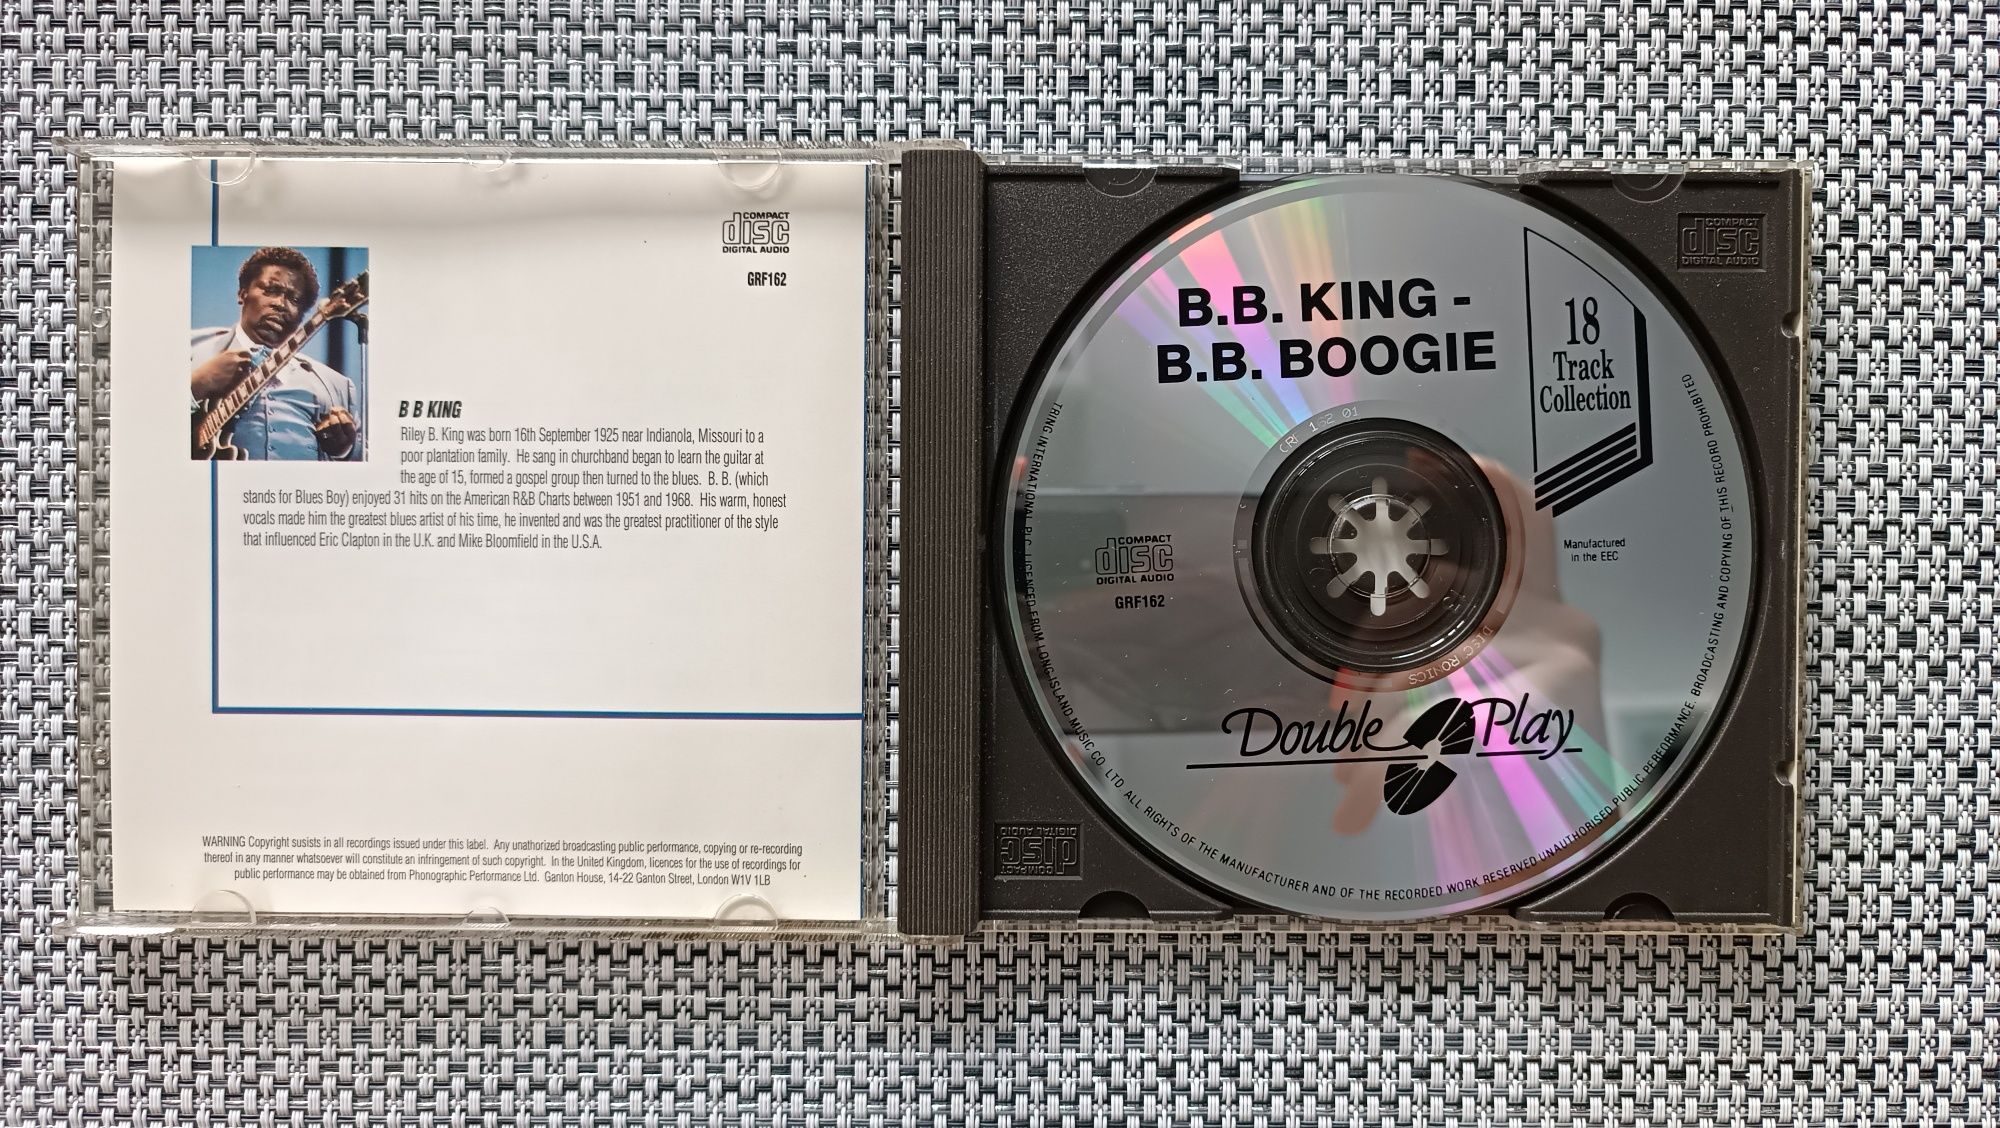 COMPACT
disc
DIGITAL AUDIO
GRF162
B B KING
Riley B. King was born 16th September 1925 near Indianola, Missouri to a
poor plantation family. He sang in churchband began to learn the guitar at
the age of 15, formed a gospel group then turned to the blues. B. B. (which
stands for Blues Boy) enjoyed 31 hits on the American R&B Charts between 1951 and 1968. His warm, honest
vocals made him the greatest blues artist of his time, he invented and was the greatest practitioner of the style
that influenced Eric Clapton in the U.K. and Mike Bloomfield in the U.S.A.
WARNING Copyright susists in all recordings issued under this label. Any unathorized broadcasting public performance, copying or re-recording
thereof in any manner whatsoever will constitute an infringement of such copyright. In the United Kingdom, licences for the use of recordings for
public performance may be obtained from Phonographic Performance Ltd. Ganton House, 14-22 Ganton Street, London W1V 1LB
B.B. KING -
B.B. BOOGIE
18
Track
Collection
Manufactured
in the EEC
COMPACT
disc
DIGITAL AUDIO
GRF162
Double Play
TRING INTERNATIONAL PLC. LICENCED FROM LONG ISLAND MUSIC CO. LTD ALL RIGHTS OF THE MANUFACTURER AND OF THE RECORDED WORK RESERVED UNAUTHORISED PUBLIC PERFORMANCE. BROADCASTING AND COPYING OF THIS RECORD PROHIBITED
162 01
COMPACT
disc
DIGITAL AUDIO
COMPACT
disc
DIGITAL AUDIO